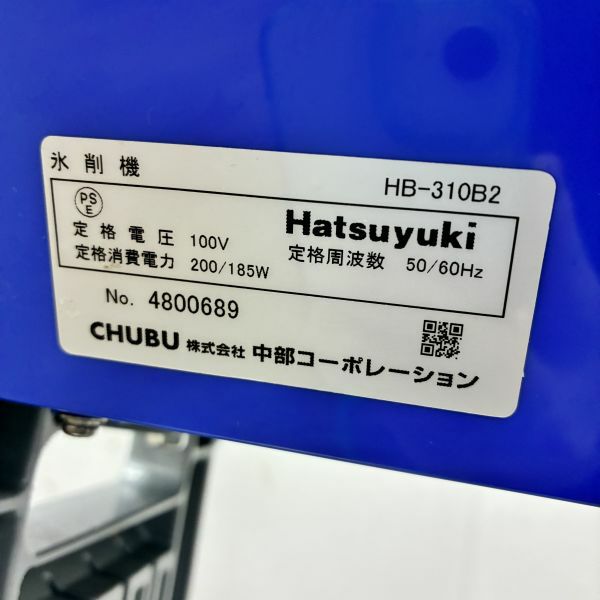 氷削機 HB-310B2
PS E
Hatsuyuki
定格電圧 100V
定格消費電力 200/185W 定格周波数 50/60Hz
No. 4800689
CHUBU 株式会社 中部コーポレーション